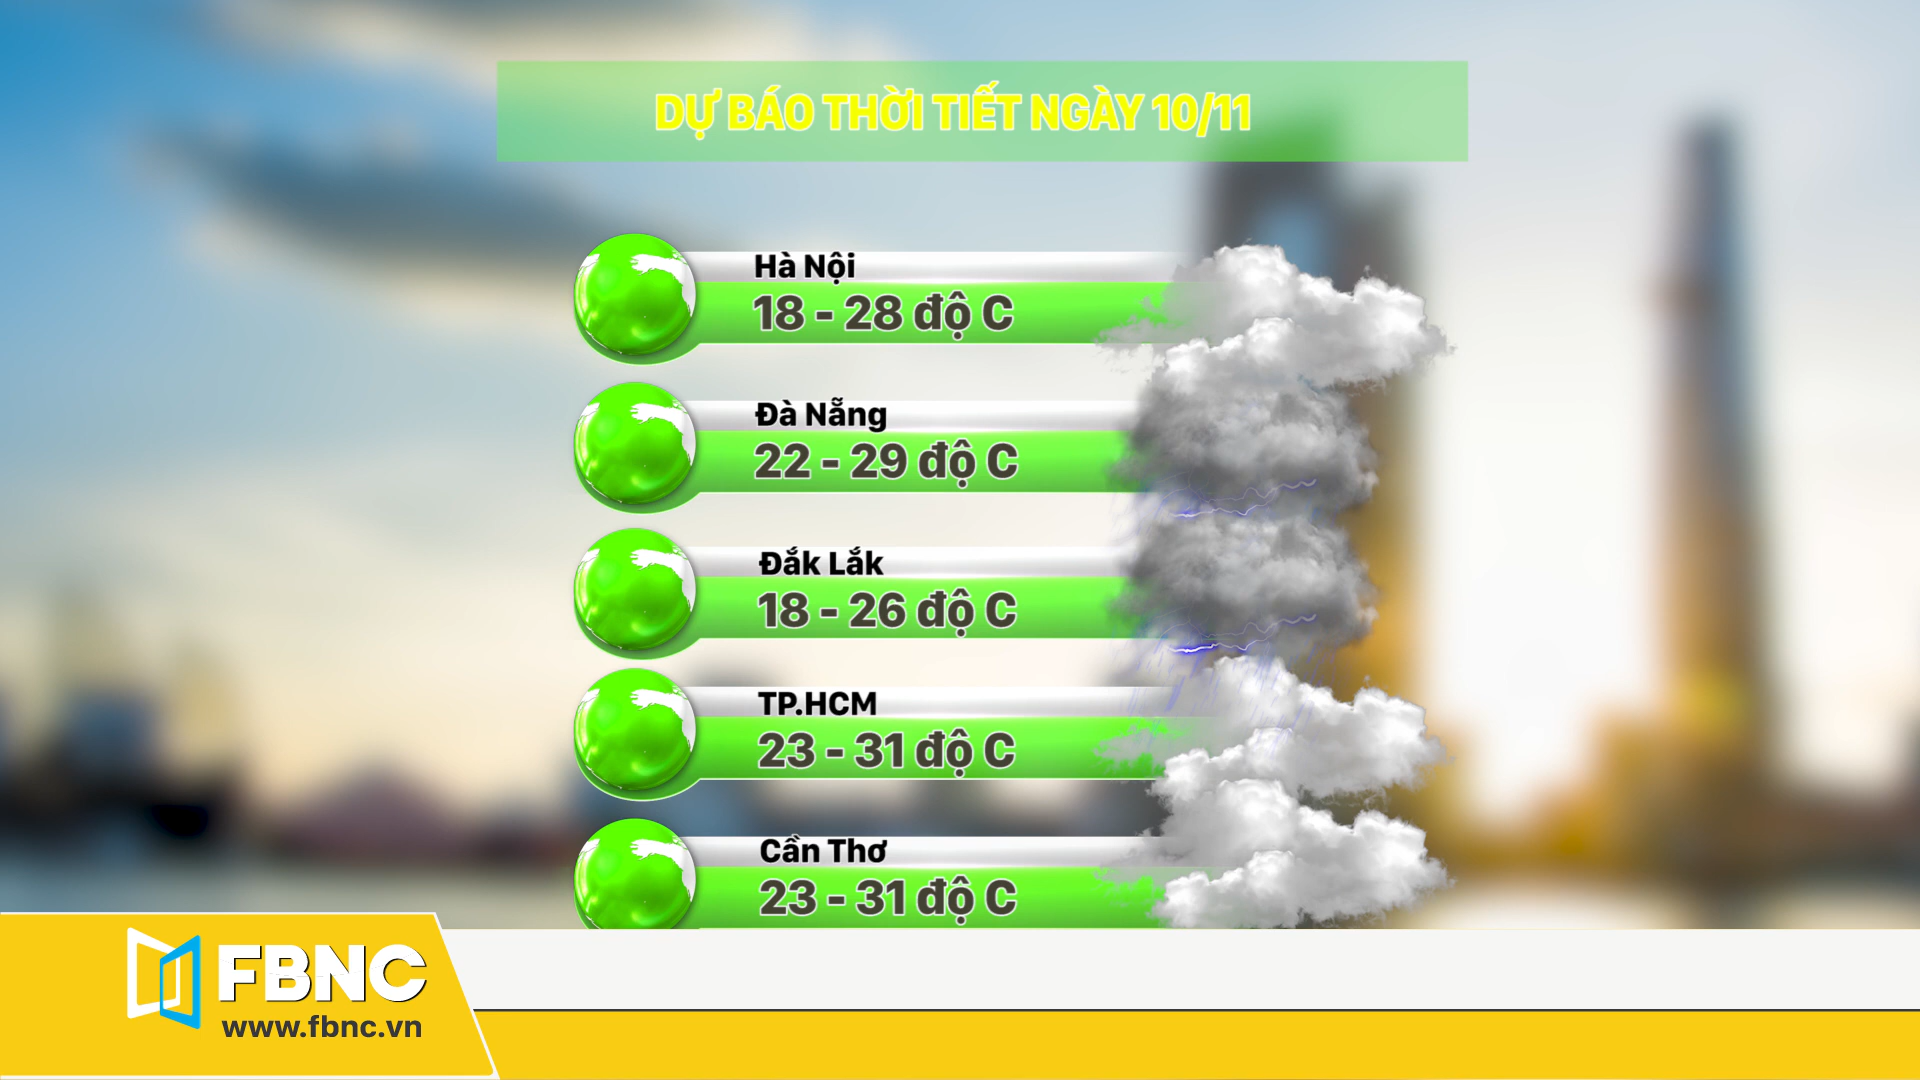 DỰ BÁO THỜI TIẾT NGÀY 10/11
Hà Nội
18 - 28 độ C
Đà Nẵng
22 - 29 độ C
Đắk Lắk
18 - 26 độ C
TP.HCM
23 - 31 độ C
Cần Thơ
23 - 31 độ C
FBNC
www.fbnc.vn